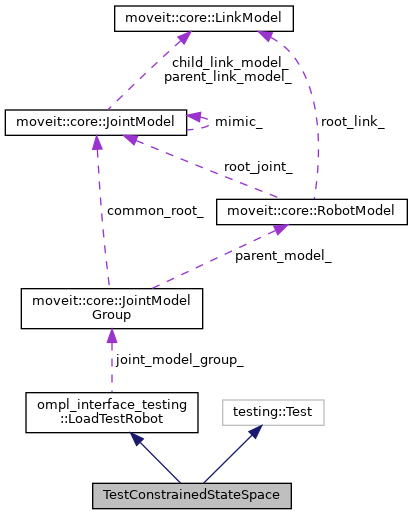 moveit::core::LinkModel
child_link_model_
parent_link_model_
moveit::core::JointModel
mimic_
root_link_
root_joint_
common_root_
moveit::core::RobotModel
parent_model_
moveit::core::JointModel
Group
joint_model_group_
ompl_interface_testing
::LoadTestRobot
testing::Test
TestConstrainedStateSpace